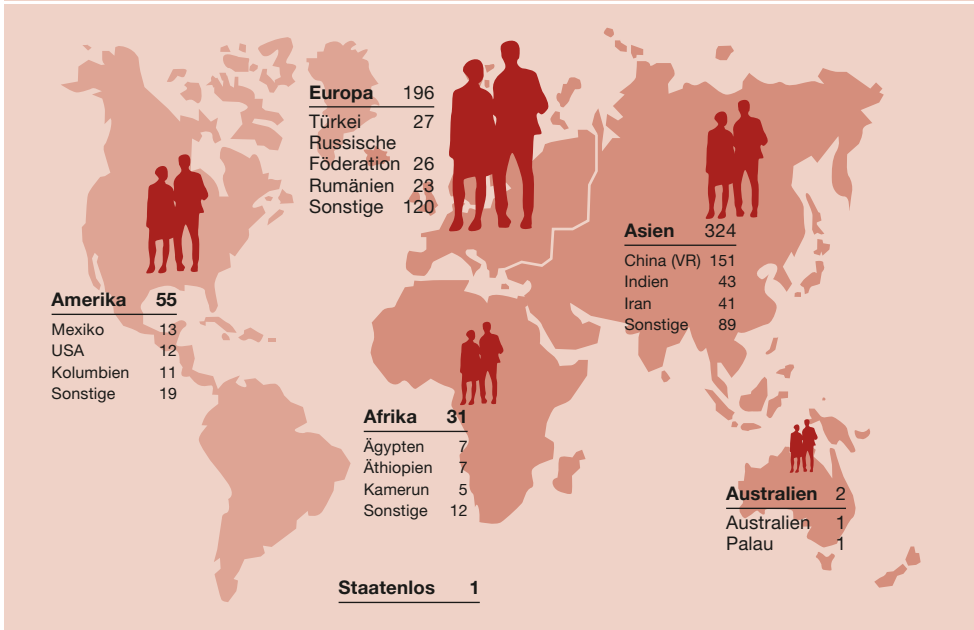 Europa 196
Türkei 27
Russische
Föderation 26
Rumänien 23
Sonstige 120
Asien 324
China (VR) 151
Indien 43
Iran 41
Sonstige 89
Amerika 55
Mexiko 13
USA 12
Kolumbien 11
Sonstige 19
Afrika 31
Ägypten 7
Äthiopien 7
Kamerun 5
Sonstige 12
Australien 2
Australien 1
Palau 1
Staatenlos 1